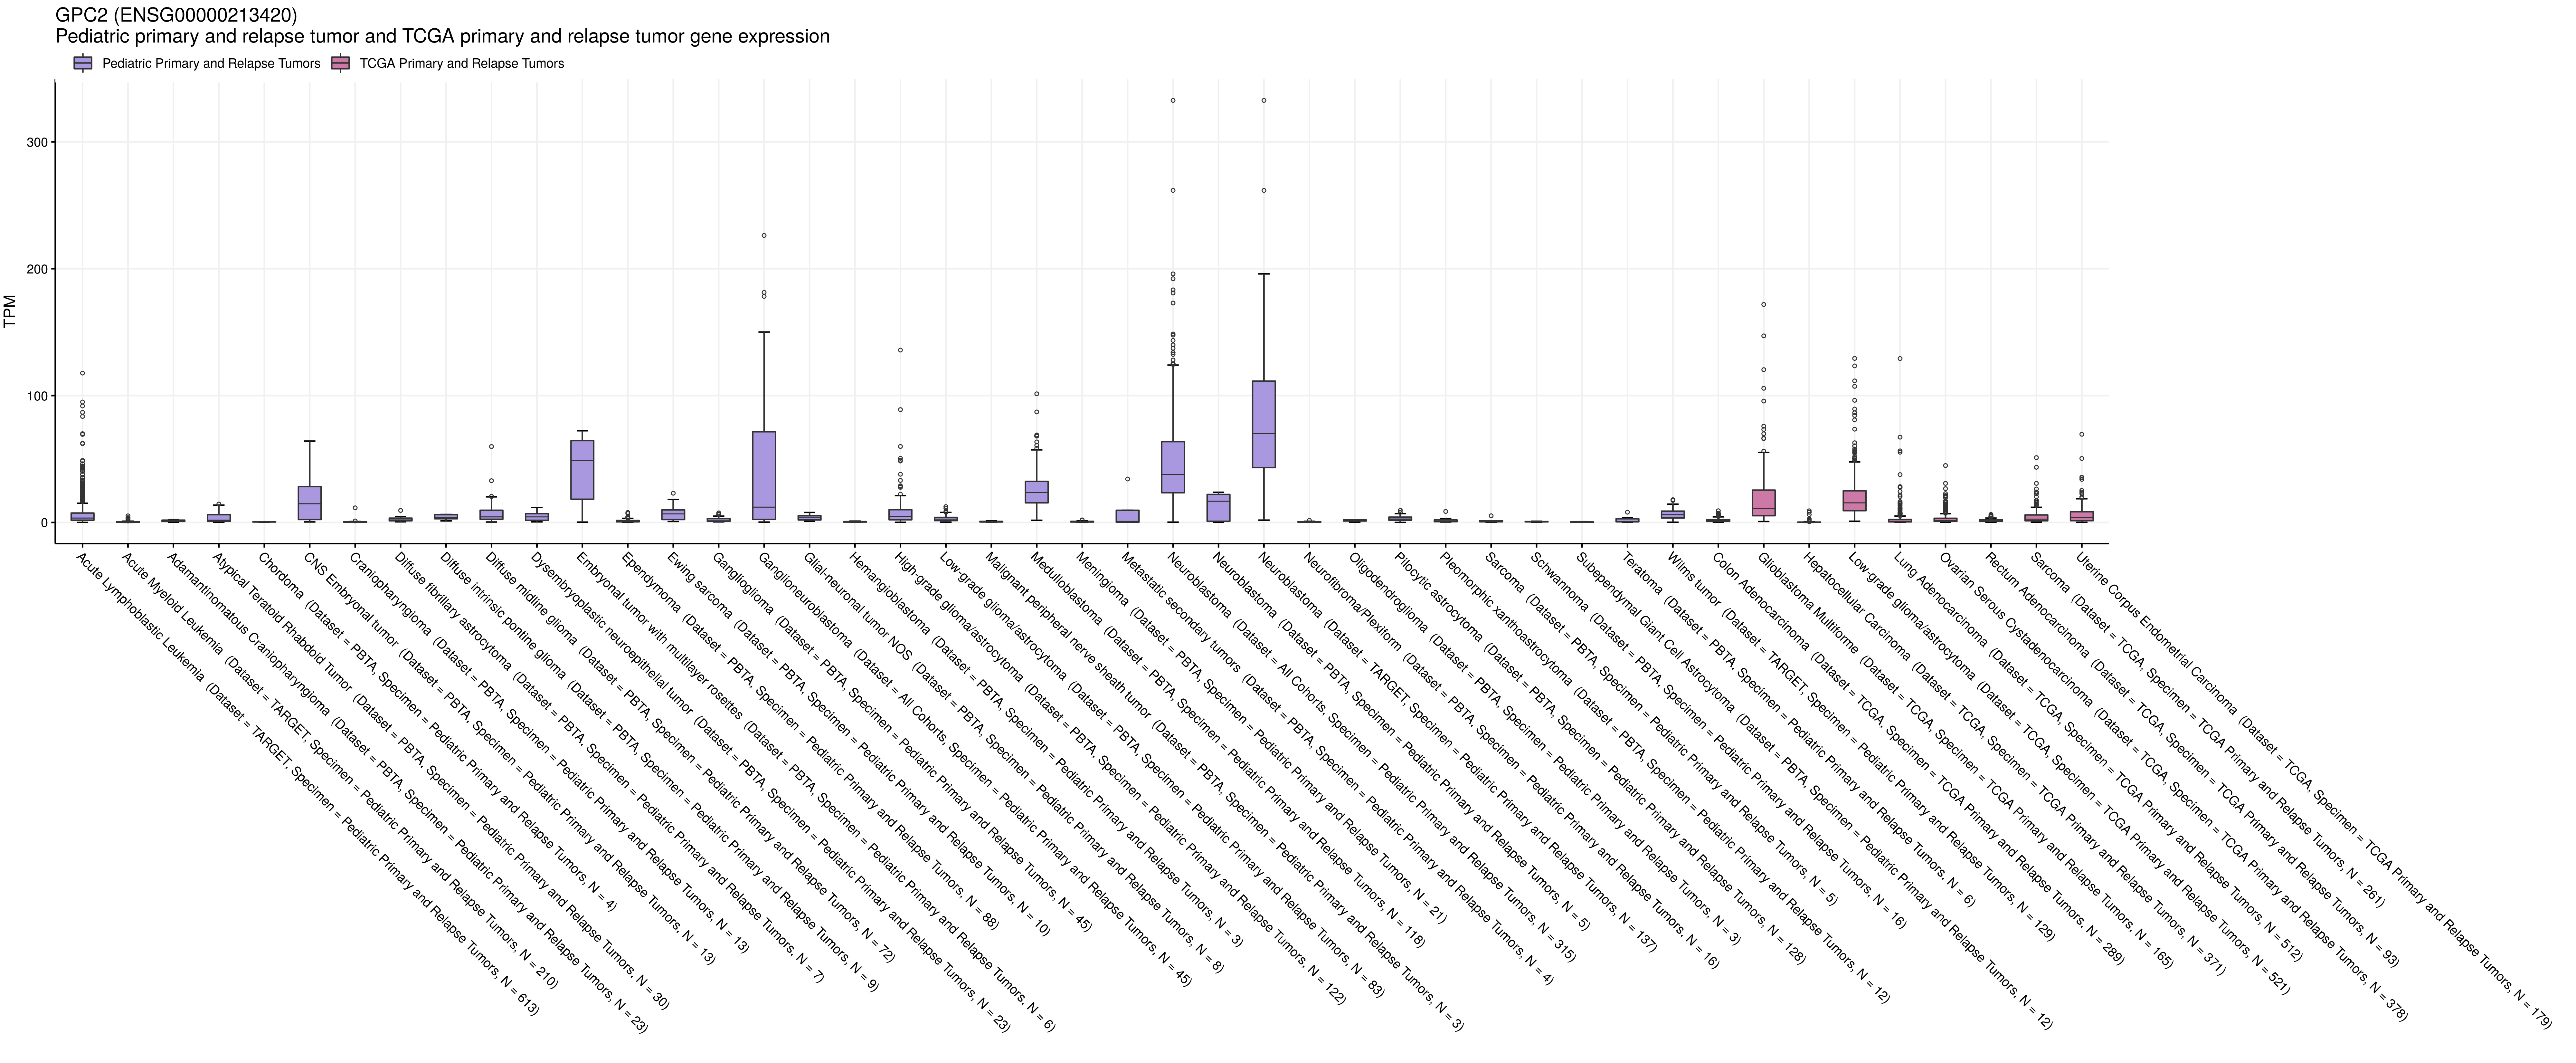 GPC2 (ENSG00000213420)
Pediatric primary and relapse tumor and TCGA primary and relapse tumor gene expression
Pediatric Primary and Relapse Tumors
TCGA Primary and Relapse Tumors
TPM
300
200
100
0
Acute Lymphoblastic Leukemia (Dataset = TARGET, Specimen = Pediatric Primary and Relapse Tumors, N = 613)
Acute Myeloid Leukemia (Dataset = TARGET, Specimen = Pediatric Primary and Relapse Tumors, N = 210)
Adamantinomatous Craniopharyngioma (Dataset = PBTA, Specimen = Pediatric Primary and Relapse Tumors, N = 23)
Atypical Teratoid Rhabdoid Tumor (Dataset = PBTA, Specimen = Pediatric Primary and Relapse Tumors, N = 30)
Chordoma (Dataset = PBTA, Specimen = Pediatric Primary and Relapse Tumors, N = 4)
CNS Embryonal tumor (Dataset = PBTA, Specimen = Pediatric Primary and Relapse Tumors, N = 13)
Craniopharyngioma (Dataset = PBTA, Specimen = Pediatric Primary and Relapse Tumors, N = 13)
Diffuse fibrillary astrocytoma (Dataset = PBTA, Specimen = Pediatric Primary and Relapse Tumors, N = 7)
Diffuse intrinsic pontine glioma (Dataset = PBTA, Specimen = Pediatric Primary and Relapse Tumors, N = 9)
Diffuse midline glioma (Dataset = PBTA, Specimen = Pediatric Primary and Relapse Tumors, N = 72)
Dysembryoplastic neuroepithelial tumor (Dataset = PBTA, Specimen = Pediatric Primary and Relapse Tumors, N = 23)
Embryonal tumor with multilayer rosettes (Dataset = PBTA, Specimen = Pediatric Primary and Relapse Tumors, N = 6)
Ependymoma (Dataset = PBTA, Specimen = Pediatric Primary and Relapse Tumors, N = 88)
Ewing sarcoma (Dataset = PBTA, Specimen = Pediatric Primary and Relapse Tumors, N = 10)
Ganglioglioma (Dataset = PBTA, Specimen = Pediatric Primary and Relapse Tumors, N = 45)
Ganglioneuroblastoma (Dataset = All Cohorts, Specimen = Pediatric Primary and Relapse Tumors, N = 45)
Glial-neuronal tumor NOS (Dataset = PBTA, Specimen = Pediatric Primary and Relapse Tumors, N = 8)
Hemangioblastoma (Dataset = PBTA, Specimen = Pediatric Primary and Relapse Tumors, N = 3)
High-grade glioma/astrocytoma (Dataset = PBTA, Specimen = Pediatric Primary and Relapse Tumors, N = 122)
Low-grade glioma/astrocytoma (Dataset = PBTA, Specimen = Pediatric Primary and Relapse Tumors, N = 83)
Malignant peripheral nerve sheath tumor (Dataset = PBTA, Specimen = Pediatric Primary and Relapse Tumors, N = 3)
Medulloblastoma (Dataset = PBTA, Specimen = Pediatric Primary and Relapse Tumors, N = 118)
Meningioma (Dataset = PBTA, Specimen = Pediatric Primary and Relapse Tumors, N = 21)
Metastatic secondary tumors (Dataset = PBTA, Specimen = Pediatric Primary and Relapse Tumors, N = 4)
Neuroblastoma (Dataset = All Cohorts, Specimen = Pediatric Primary and Relapse Tumors, N = 315)
Neuroblastoma (Dataset = PBTA, Specimen = Pediatric Primary and Relapse Tumors, N = 5)
Neuroblastoma (Dataset = TARGET, Specimen = Pediatric Primary and Relapse Tumors, N = 137)
Neurofibroma/Plexiform (Dataset = PBTA, Specimen = Pediatric Primary and Relapse Tumors, N = 16)
Oligodendroglioma (Dataset = PBTA, Specimen = Pediatric Primary and Relapse Tumors, N = 3)
Pilocytic astrocytoma (Dataset = PBTA, Specimen = Pediatric Primary and Relapse Tumors, N = 128)
Pleomorphic xanthoastrocytoma (Dataset = PBTA, Specimen = Pediatric Primary and Relapse Tumors, N = 12)
Sarcoma (Dataset = PBTA, Specimen = Pediatric Primary and Relapse Tumors, N = 5)
Schwannoma (Dataset = PBTA, Specimen = Pediatric Primary and Relapse Tumors, N = 16)
Subependymal Giant Cell Astrocytoma (Dataset = PBTA, Specimen = Pediatric Primary and Relapse Tumors, N = 12)
Teratoma (Dataset = PBTA, Specimen = Pediatric Primary and Relapse Tumors, N = 6)
Wilms tumor (Dataset = TARGET, Specimen = Pediatric Primary and Relapse Tumors, N = 129)
Colon Adenocarcinoma (Dataset = TCGA, Specimen = TCGA Primary and Relapse Tumors, N = 289)
Glioblastoma Multiforme (Dataset = TCGA, Specimen = TCGA Primary and Relapse Tumors, N = 165)
Hepatocellular Carcinoma (Dataset = TCGA, Specimen = TCGA Primary and Relapse Tumors, N = 371)
Low-grade glioma/astrocytoma (Dataset = TCGA, Specimen = TCGA Primary and Relapse Tumors, N = 521)
Lung Adenocarcinoma (Dataset = TCGA, Specimen = TCGA Primary and Relapse Tumors, N = 512)
Ovarian Serous Cystadenocarcinoma (Dataset = TCGA, Specimen = TCGA Primary and Relapse Tumors, N = 378)
Rectum Adenocarcinoma (Dataset = TCGA, Specimen = TCGA Primary and Relapse Tumors, N = 93)
Sarcoma (Dataset = TCGA, Specimen = TCGA Primary and Relapse Tumors, N = 261)
Uterine Corpus Endometrial Carcinoma (Dataset = TCGA, Specimen = TCGA Primary and Relapse Tumors, N = 179)